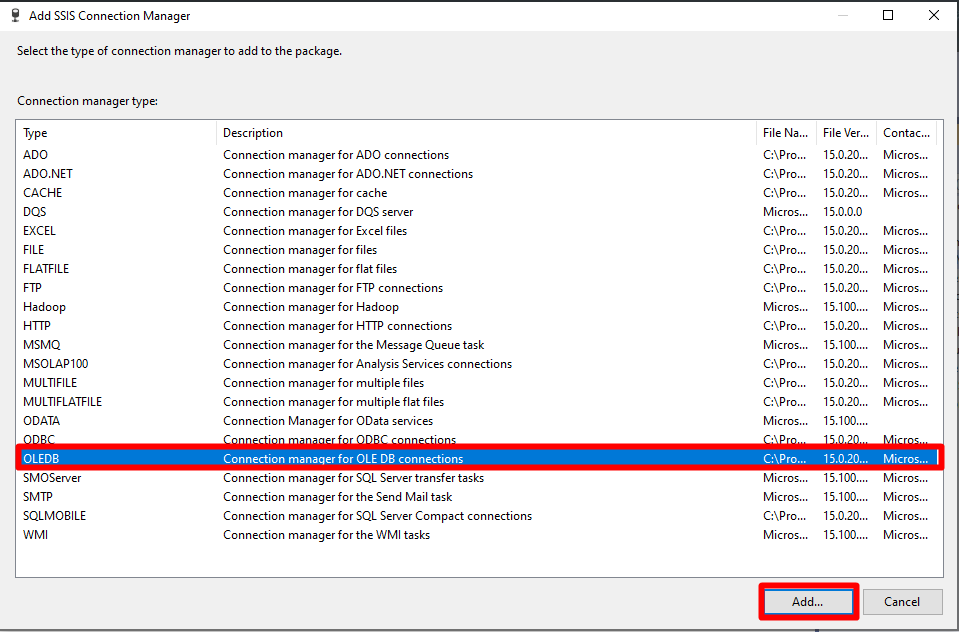 Add SSIS Connection Manager
Select the type of connection manager to add to the package.
Connection manager type:
Type Description File Na... File Ver... Contac...
ADO Connection manager for ADO connections C:\Pro... 15.0.20... Micros...
ADO.NET Connection manager for ADO.NET connections C:\Pro... 15.0.20... Micros...
CACHE Connection manager for cache C:\Pro... 15.0.20... Micros...
DQS Connection manager for DQS server Micros... 15.0.0.0
EXCEL Connection manager for Excel files C:\Pro... 15.0.20... Micros...
FILE Connection manager for files C:\Pro... 15.0.20... Micros...
FLATFILE Connection manager for flat files C:\Pro... 15.0.20... Micros...
FTP Connection manager for FTP connections C:\Pro... 15.0.20... Micros...
Hadoop Connection manager for Hadoop Micros... 15.100.... Micros...
HTTP Connection manager for HTTP connections C:\Pro... 15.0.20... Micros...
MSMQ Connection manager for the Message Queue task Micros... 15.100.... Micros...
MSOLAP100 Connection manager for Analysis Services connections C:\Pro... 15.0.20... Micros...
MULTIFILE Connection manager for multiple files C:\Pro... 15.0.20... Micros...
MULTIFLATFILE Connection manager for multiple flat files C:\Pro... 15.0.20... Micros...
ODATA Connection Manager for OData services Micros... 15.100....
ODBC Connection manager for ODBC connections C:\Pro... 15.0.20... Micros...
OLEDB Connection manager for OLE DB connections C:\Pro... 15.0.20... Micros...
SMOServer Connection manager for SQL Server transfer tasks Micros... 15.100.... Micros...
SMTP Connection manager for the Send Mail task Micros... 15.100.... Micros...
SQLMOBILE Connection manager for SQL Server Compact connections C:\Pro... 15.0.20... Micros...
WMI Connection manager for the WMI tasks Micros... 15.100.... Micros...
Add... Cancel